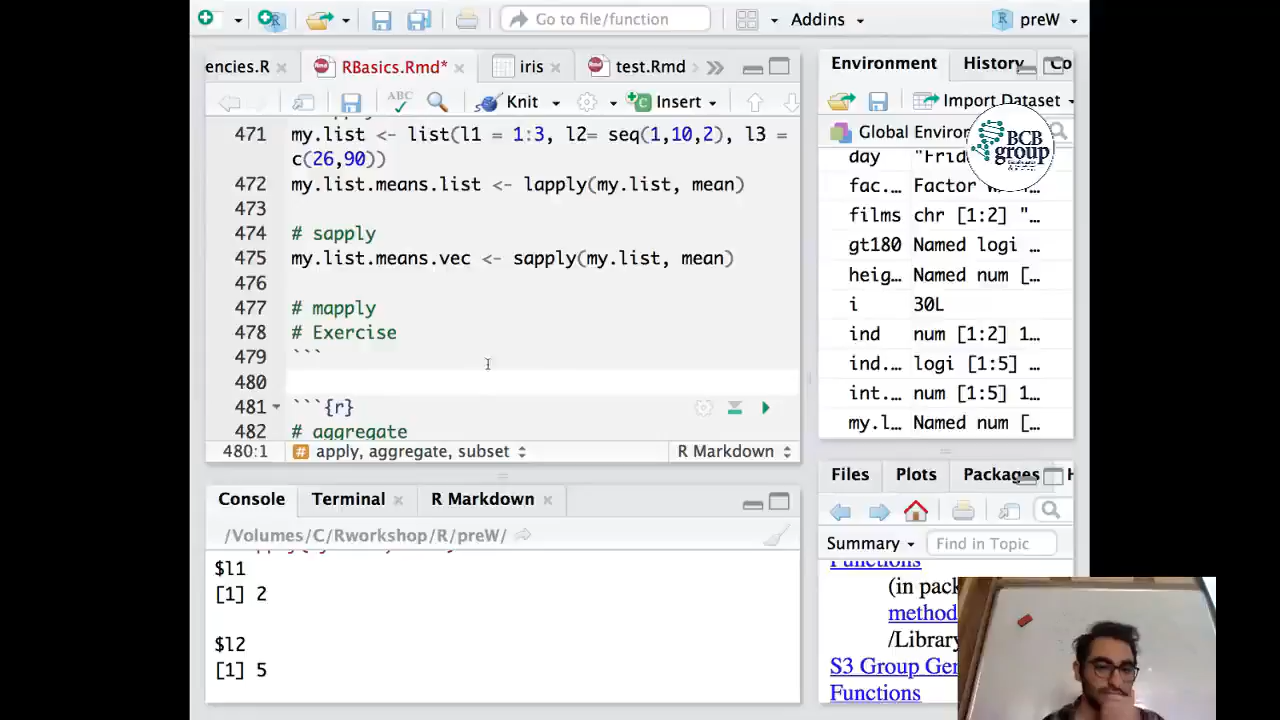 Go to file/function
Addins
preW
encies.R
RBasics.Rmd*
iris
test.Rmd
ABC
Knit
Insert
471 my.list <- list(l1 = 1:3, l2= seq(1,10,2), l3 =
c(26,90))
472 my.list.means.list <- lapply(my.list, mean)
473
474 # sapply
475 my.list.means.vec <- sapply(my.list, mean)
476
477 # mapply
478 # Exercise
479 ```
480
481 ```{r}
482 # aggregate
480:1 # apply, aggregate, subset R Markdown
Console Terminal R Markdown
/Volumes/C/Rworkshop/R/preW/
$l1
[1] 2
$l2
[1] 5
Environment History Co
Import Dataset
Global Environ
BCB
group
day "Frid
fac... Factor w
films chr [1:2] "...
gt180 Named logi ...
heig... Named num [...
i 30L
ind num [1:2] 1...
ind... logi [1:5] ...
int... num [1:5] 1...
my.l... Named num [...
Files Plots Packages H
Summary Find in Topic
Functions
(in pack
method
/Library
S3 Group Gen
Functions